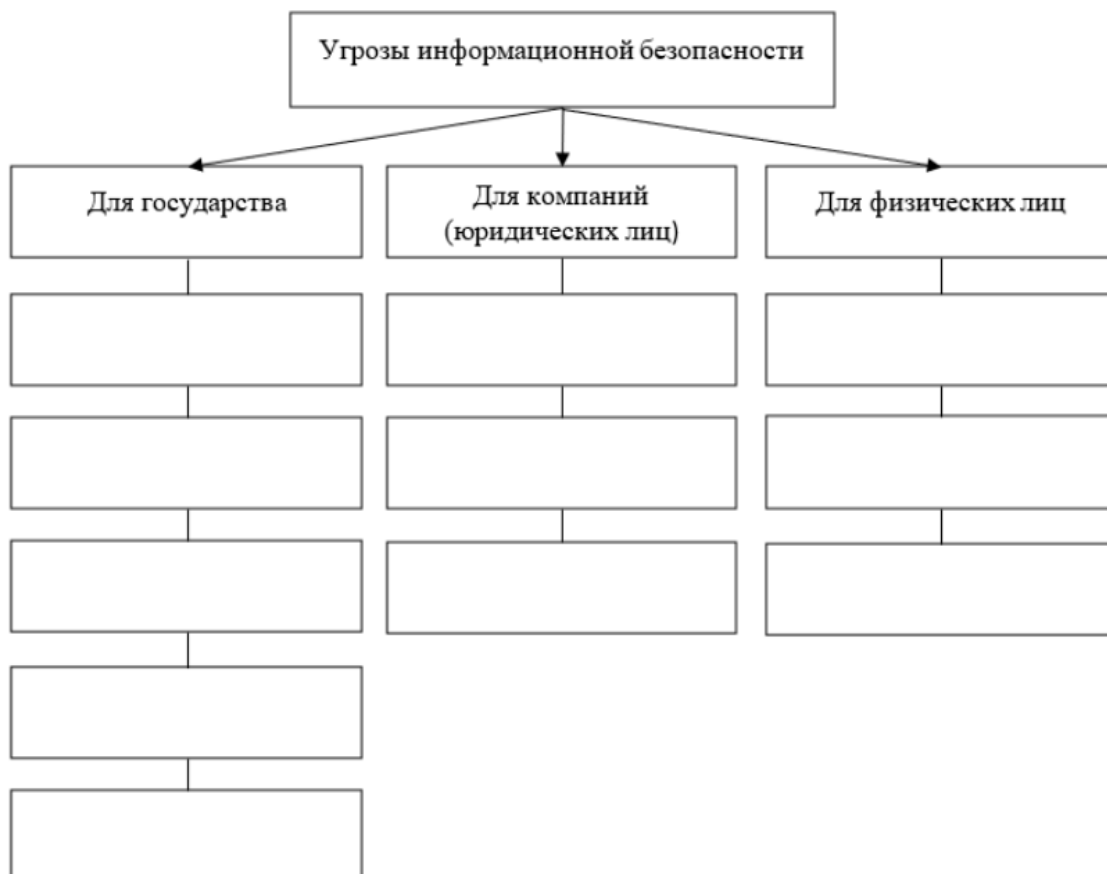 Угрозы информационной безопасности
Для государства
Для компаний
(юридических лиц)
Для физических лиц